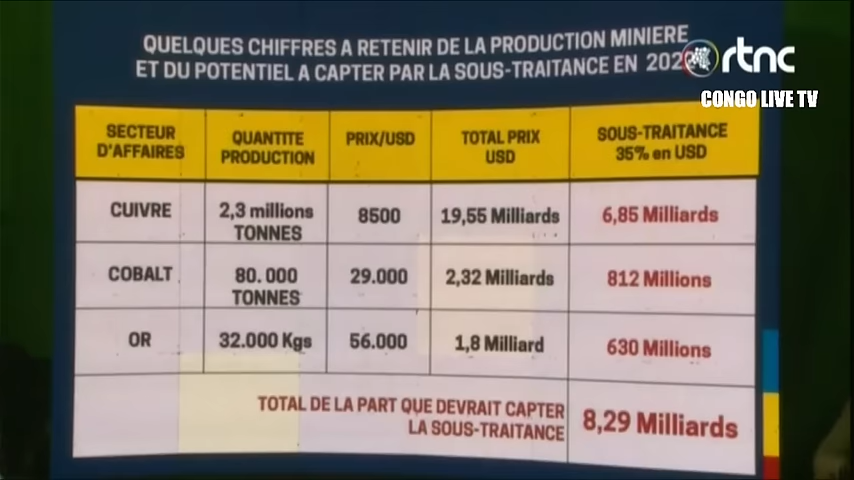 QUELQUES CHIFFRES A RETENIR DE LA PRODUCTION MINIERE
ET DU POTENTIEL A CAPTER PAR LA SOUS-TRAITANCE EN
rtnc
CONGO LIVE TV
SECTEUR D'AFFAIRES
QUANTITE PRODUCTION
PRIX/USD
TOTAL PRIX USD
SOUS-TRAITANCE 35% en USD
CUIVRE
2,3 millions TONNES
8500
19,55 Milliards
6,85 Milliards
COBALT
80.000 TONNES
29.000
2,32 Milliards
812 Millions
OR
32.000 Kgs
56.000
1,8 Milliard
630 Millions
TOTAL DE LA PART QUE DEVRAIT CAPTER
LA SOUS-TRAITANCE
8,29 Milliards